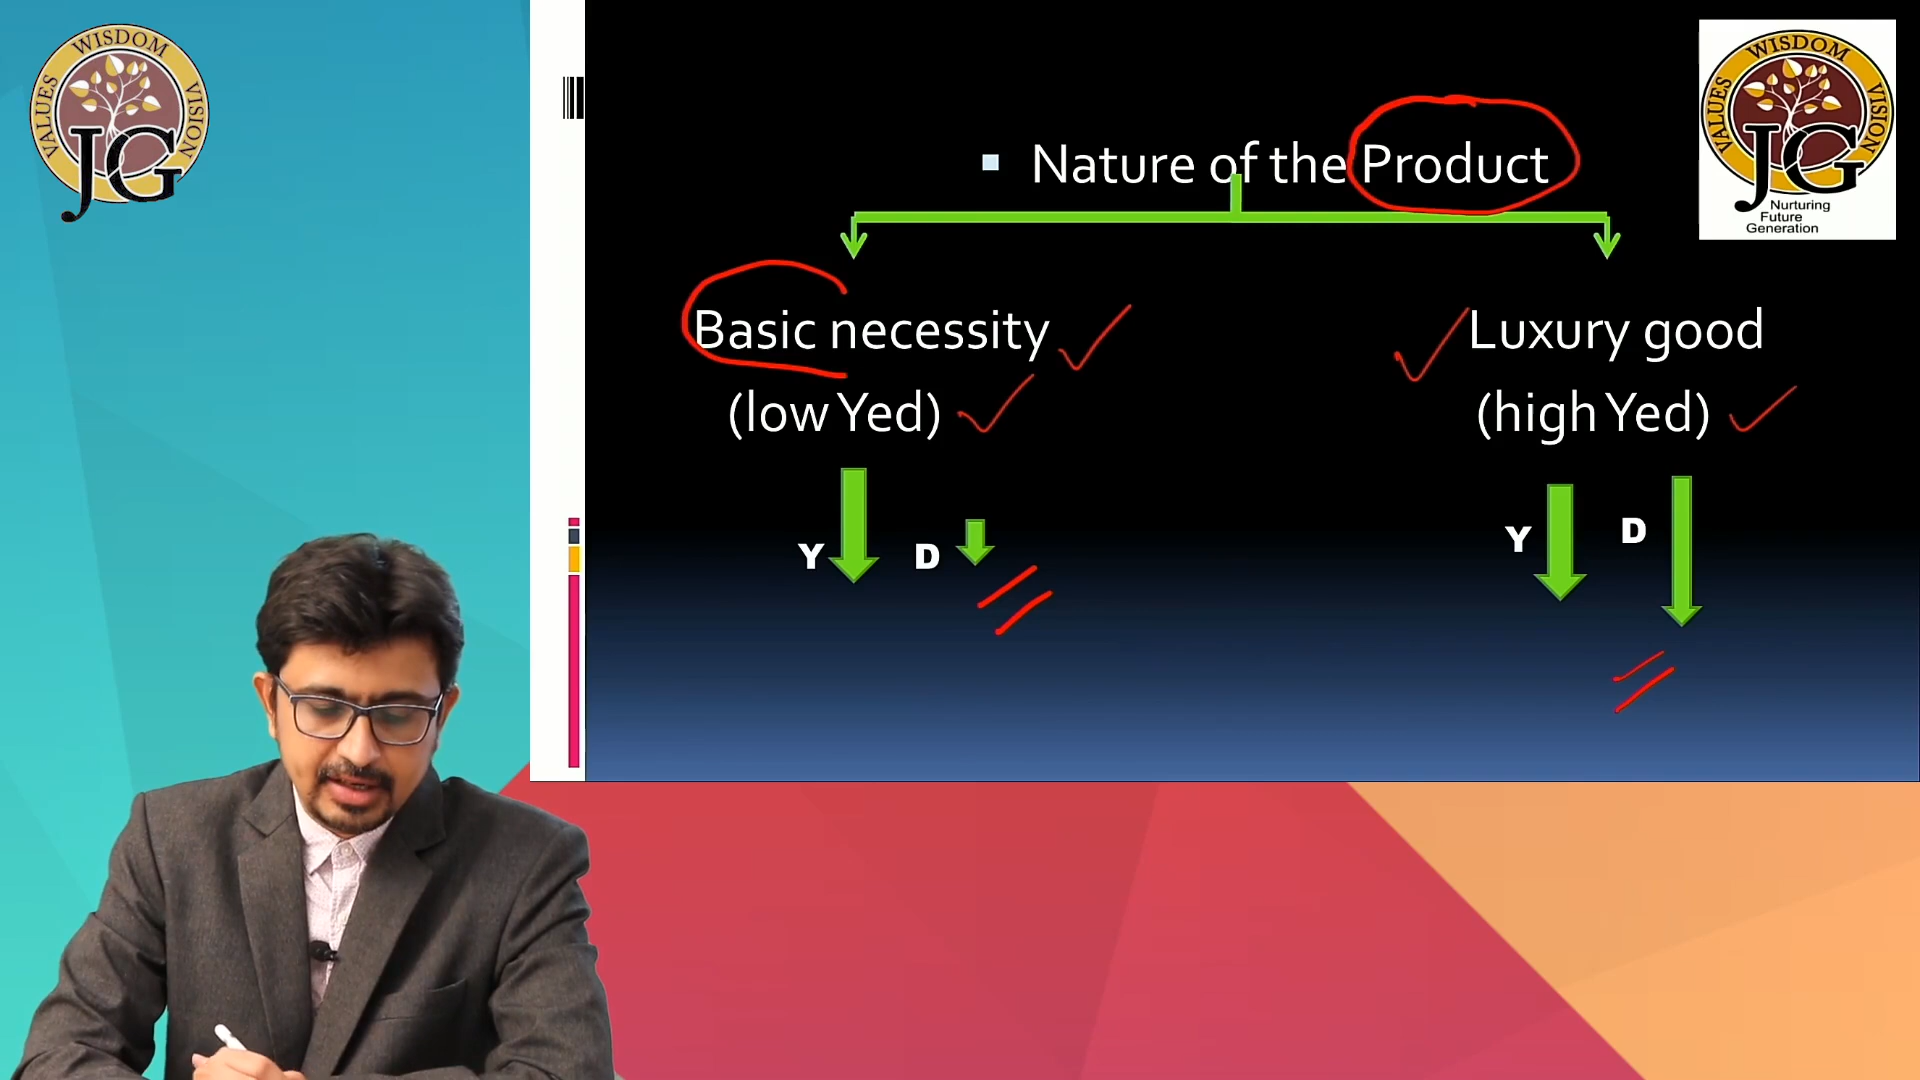 VALUES WISDOM VISION
JG
VALUES WISDOM VISION
JG
Nurturing
Future
Generation
Nature of the Product
Basic necessity
Luxury good
(low Yed)
(high Yed)
Y D
Y D